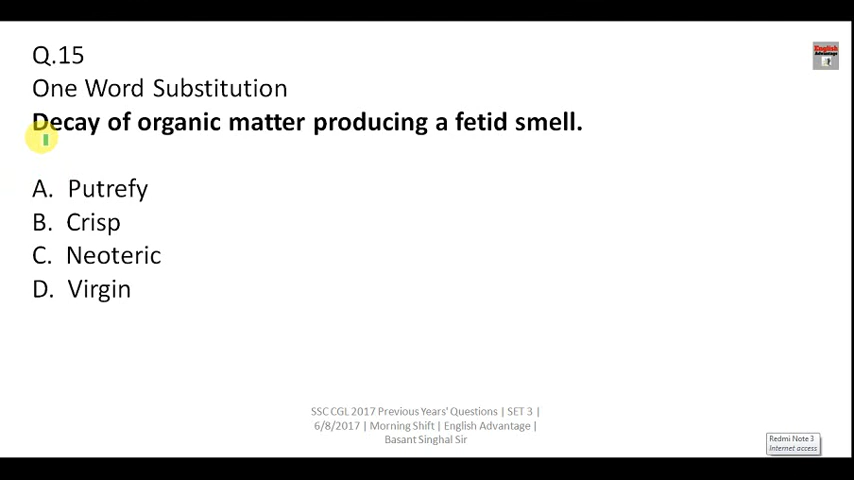 Q.15
English
Advantage
One Word Substitution
Decay of organic matter producing a fetid smell.
A. Putrefy
B. Crisp
C. Neoteric
D. Virgin
SSC CGL 2017 Previous Years' Questions | SET 3 |
6/8/2017 | Morning Shift | English Advantage |
Basant Singhal Sir
Redmi Note 3
Internet access